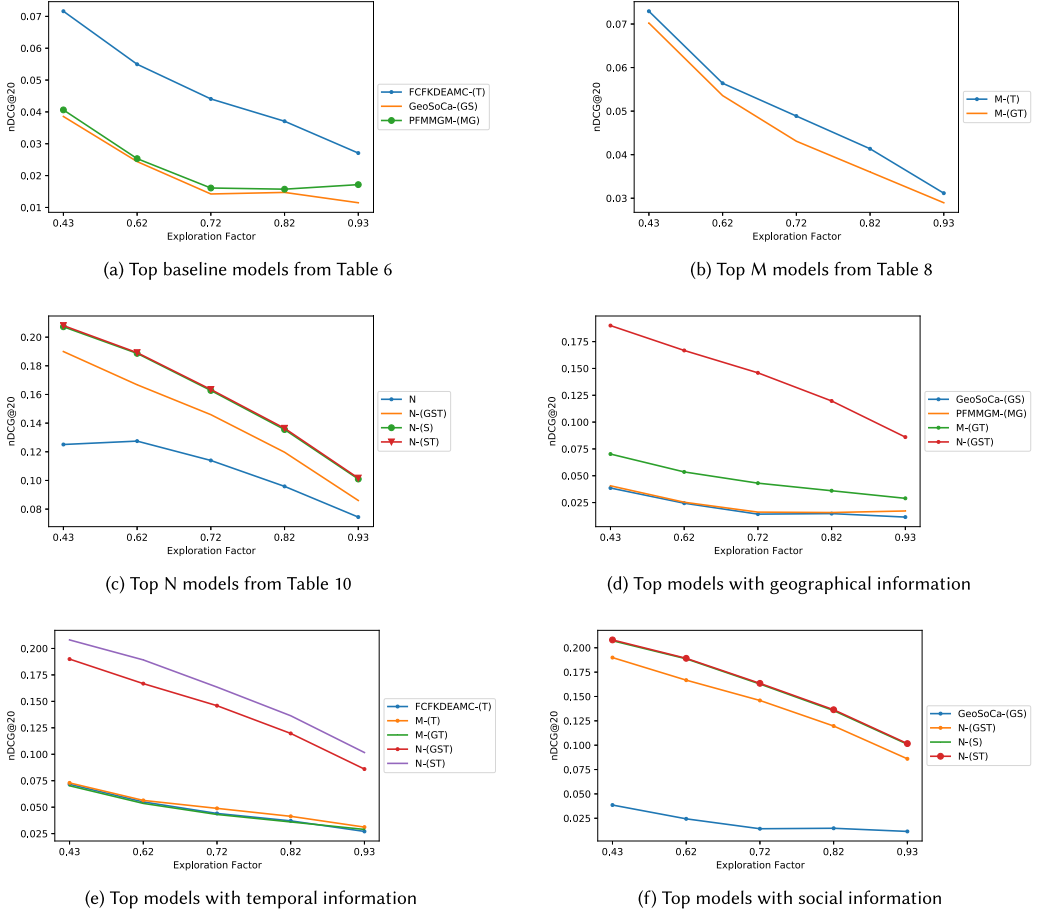 0.07
0.06
0.05
0.04
0.03
0.02
0.01
nDCG@20
0.43
0.62
0.72
0.82
0.93
Exploration Factor
FCFKDEAMC-(T)
GeoSoCa-(GS)
PFMMGM-(MG)
(a) Top baseline models from Table 6
0.07
0.06
0.05
0.04
0.03
nDCG@20
0.43
0.62
0.72
0.82
0.93
Exploration Factor
M-(T)
M-(GT)
(b) Top M models from Table 8
0.20
0.18
0.16
0.14
0.12
0.10
0.08
nDCG@20
0.43
0.62
0.72
0.82
0.93
Exploration Factor
N
N-(GST)
N-(S)
N-(ST)
(c) Top N models from Table 10
0.175
0.150
0.125
0.100
0.075
0.050
0.025
nDCG@20
0.43
0.62
0.72
0.82
0.93
Exploration Factor
GeoSoCa-(GS)
PFMMGM-(MG)
M-(GT)
N-(GST)
(d) Top models with geographical information
0.200
0.175
0.150
0.125
0.100
0.075
0.050
0.025
nDCG@20
0.43
0.62
0.72
0.82
0.93
Exploration Factor
FCFKDEAMC-(T)
M-(T)
M-(GT)
N-(GST)
N-(ST)
(e) Top models with temporal information
0.200
0.175
0.150
0.125
0.100
0.075
0.050
0.025
nDCG@20
0.43
0.62
0.72
0.82
0.93
Exploration Factor
GeoSoCa-(GS)
N-(GST)
N-(S)
N-(ST)
(f) Top models with social information